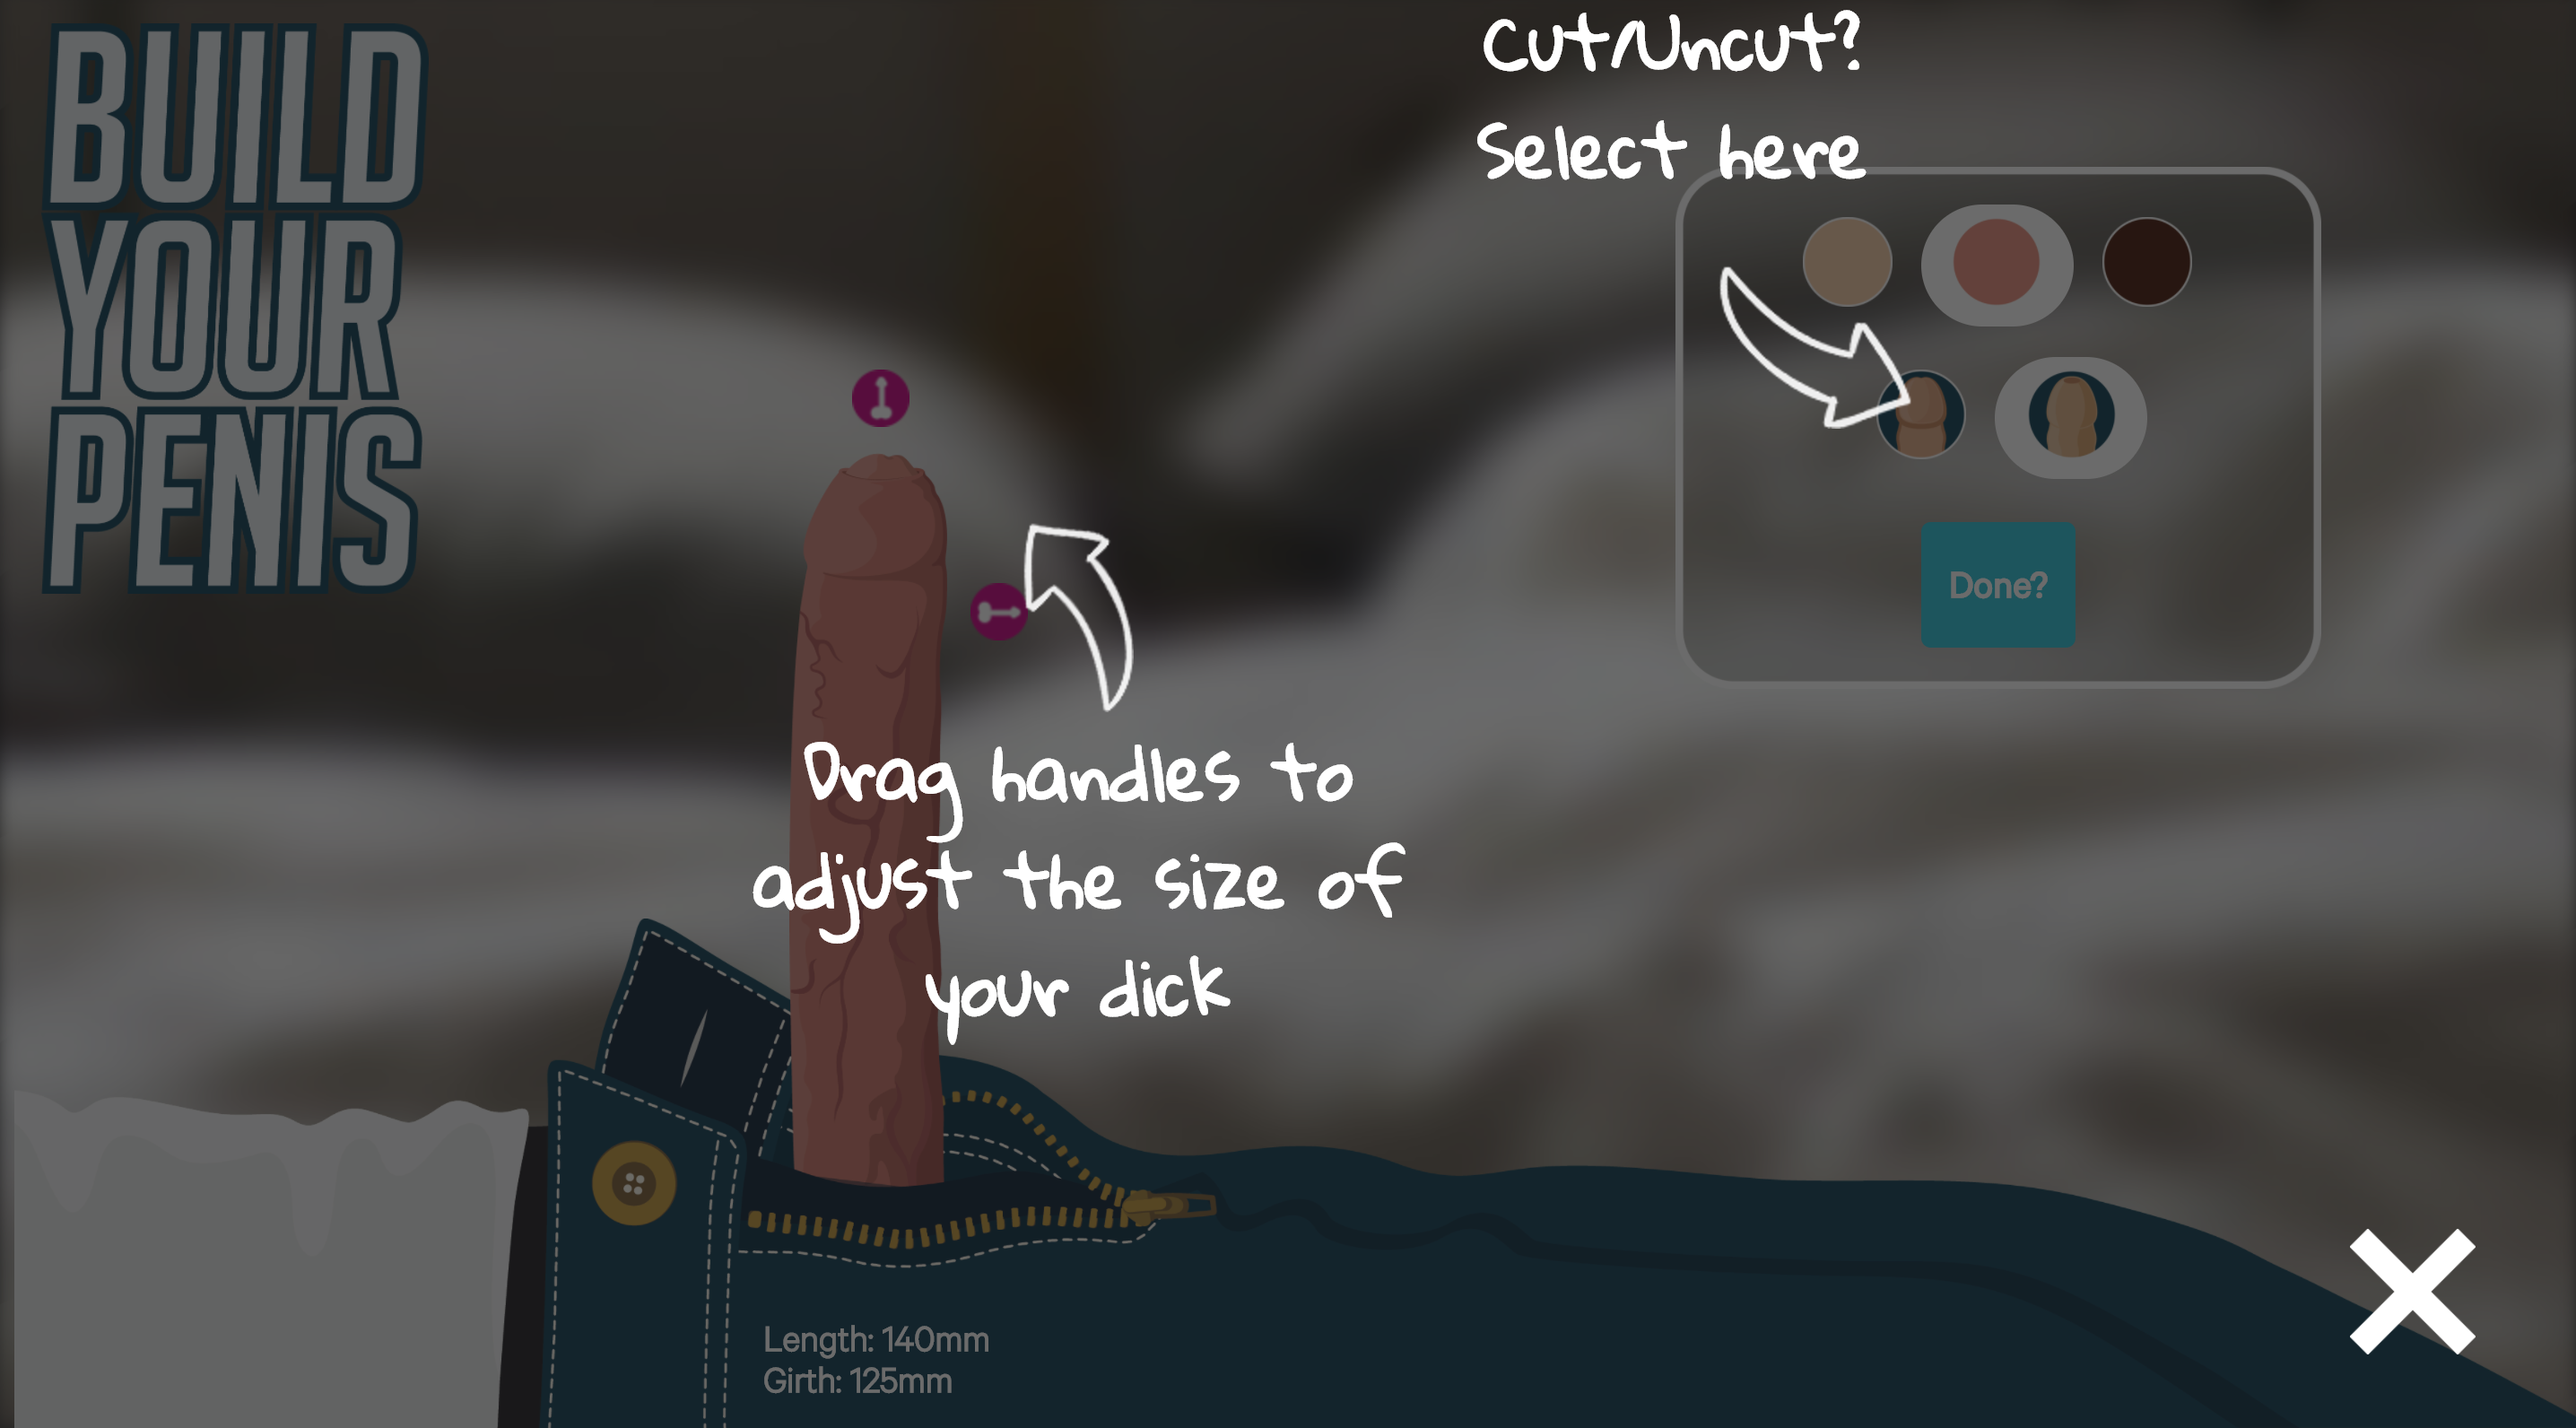 BUILD
YOUR
PENIS
Cut/Uncut?
Select here
Done?
Drag handles to
adjust the size of
your dick
Length: 140mm
Girth: 125mm